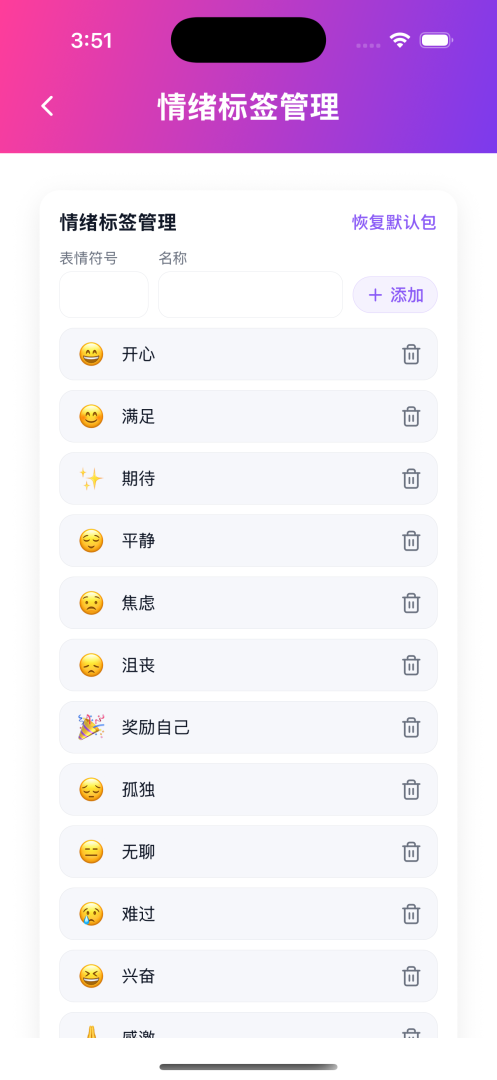 3:51
情绪标签管理
情绪标签管理 恢复默认包
表情符号 名称
+ 添加
😄 开心
😊 满足
✨ 期待
😌 平静
😟 焦虑
😞 沮丧
🎉 奖励自己
😔 孤独
😑 无聊
😢 难过
😆 兴奋
🙏 感激